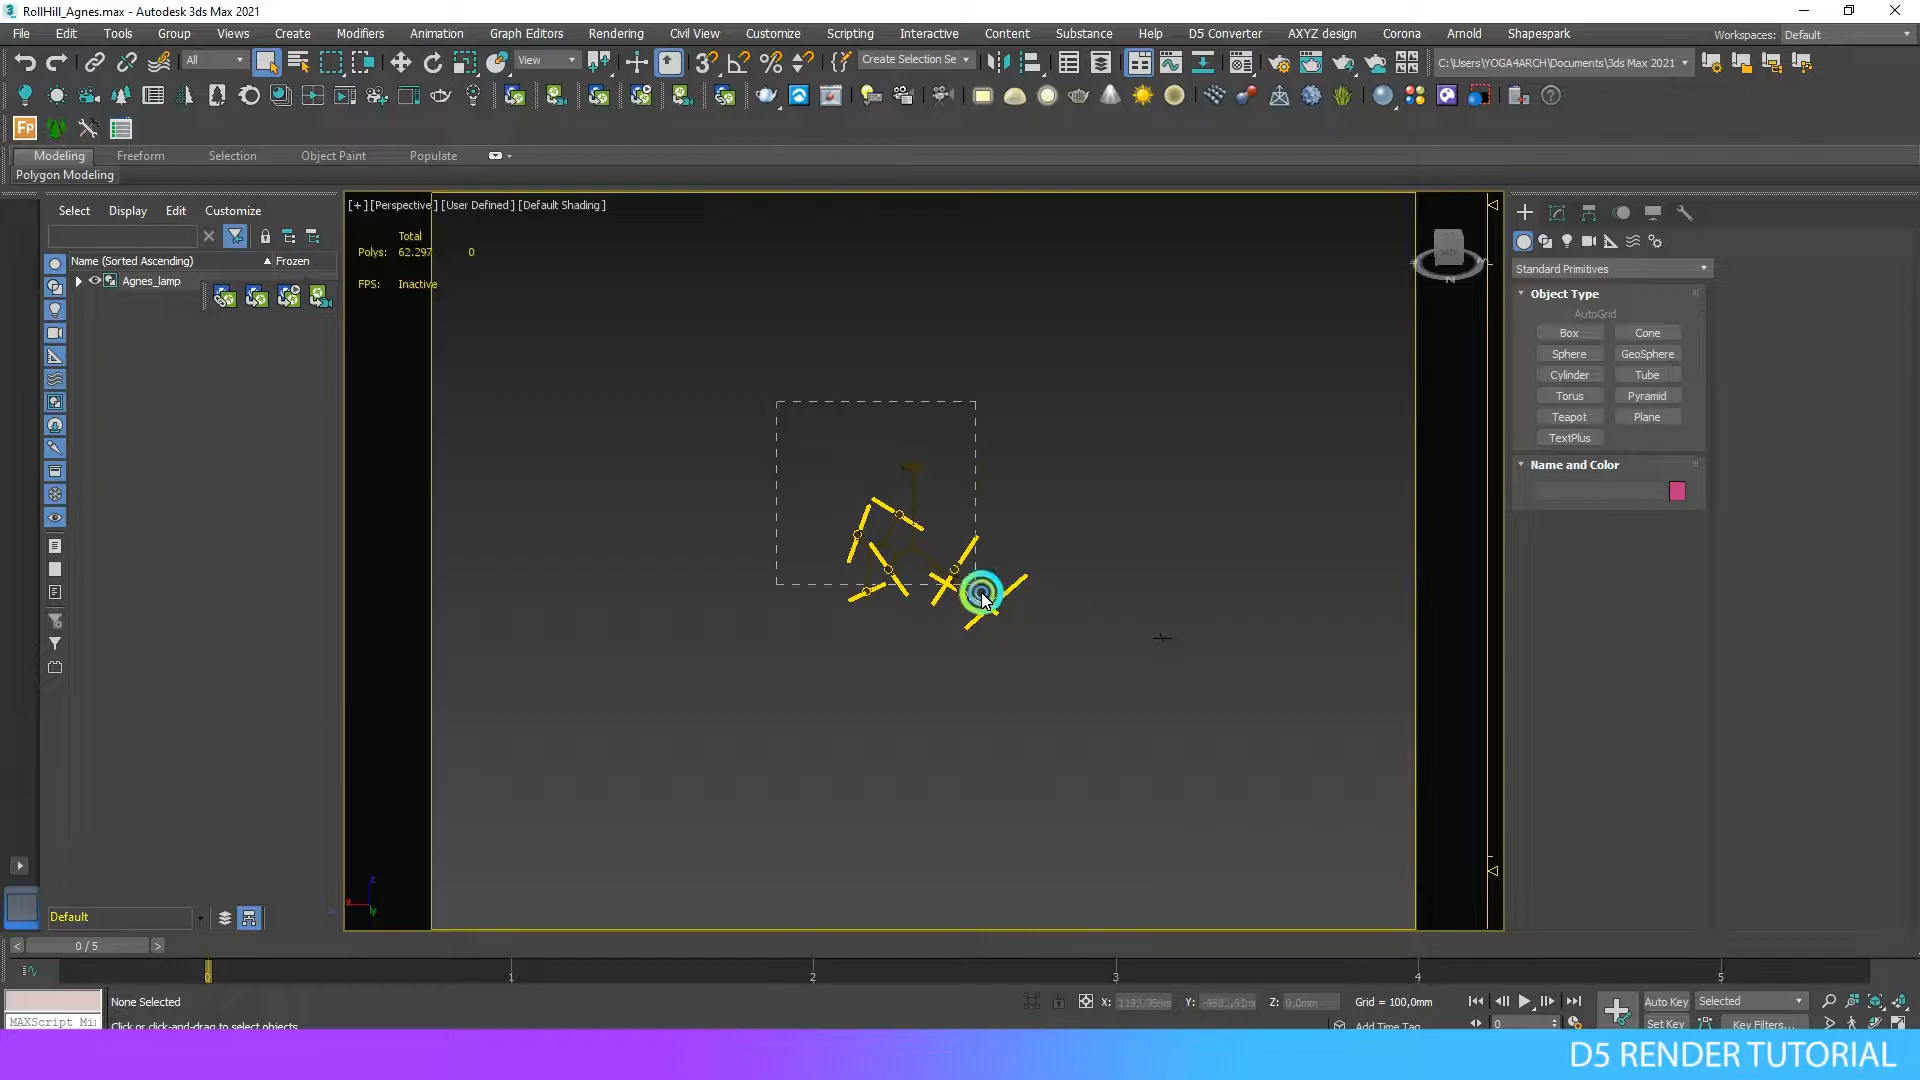 RollHill_Agnes.max - Autodesk 3ds Max 2021
File Edit Tools Group Views Create Modifiers Animation Graph Editors Rendering Civil View Customize Scripting Interactive Content Substance Help D5 Converter AXYZ design Corona Arnold Shapespark
Workspaces: Default
All View Create Selection Se C:\Users\YOGA4ARCH\Documents\3ds Max 2021
Fp
Modeling Freeform Selection Object Paint Populate
Polygon Modeling
Select Display Edit Customize
[+] [Perspective] [User Defined] [Default Shading]
Total
Polys: 62.297 0
FPS: Inactive
Name (Sorted Ascending) Frozen
Agnes_lamp
Standard Primitives
Object Type
AutoGrid
Box Cone
Sphere GeoSphere
Cylinder Tube
Torus Pyramid
Teapot Plane
TextPlus
Name and Color
Default
0 / 5
0 1 2 3 4 5
None Selected
X: Y: Z: 0,0mm Grid = 100,0mm
Auto Key Selected
MAXScript Mi
Click or click-and-drag to select objects
Add Time Tag
0
Set Key Key Filters...
D5 RENDER TUTORIAL